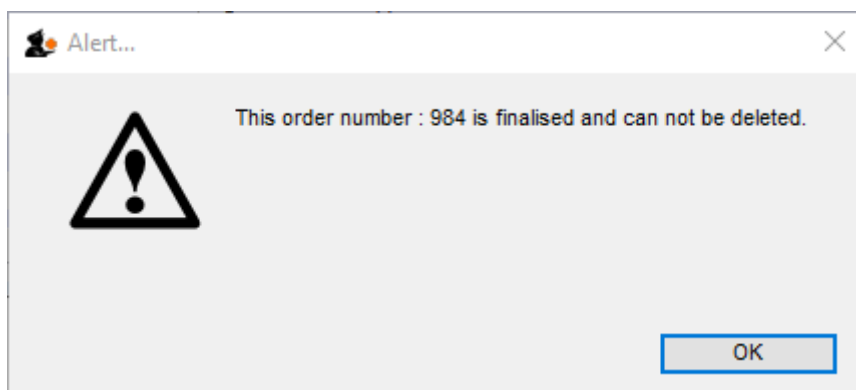 Alert...
This order number : 984 is finalised and can not be deleted.
OK